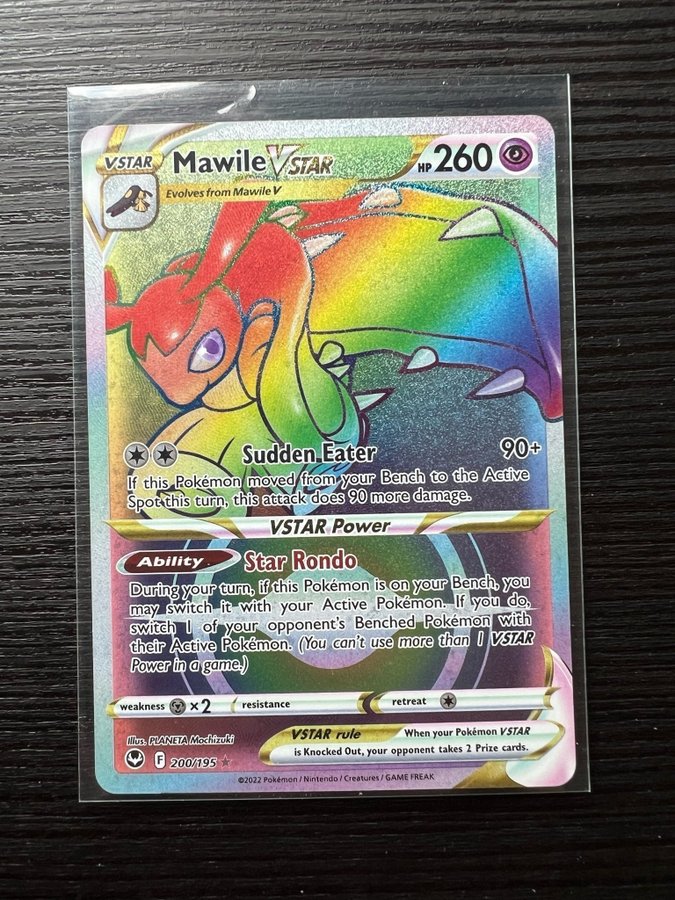 VSTAR Mawile VSTAR HP 260
Evolves from Mawile V
Sudden Eater 90+
If this Pokémon moved from your Bench to the Active
Spot this turn, this attack does 90 more damage.
VSTAR Power
Ability Star Rondo
During your turn, if this Pokémon is on your Bench, you
may switch it with your Active Pokémon. If you do,
switch 1 of your opponent's Benched Pokémon with
their Active Pokémon. (You can't use more than 1 VSTAR
Power in a game.)
weakness ×2 resistance retreat
Illus. PLANETA Mochizuki
VSTAR rule When your Pokémon VSTAR
is Knocked Out, your opponent takes 2 Prize cards.
F 200/195
©2022 Pokémon / Nintendo / Creatures / GAME FREAK